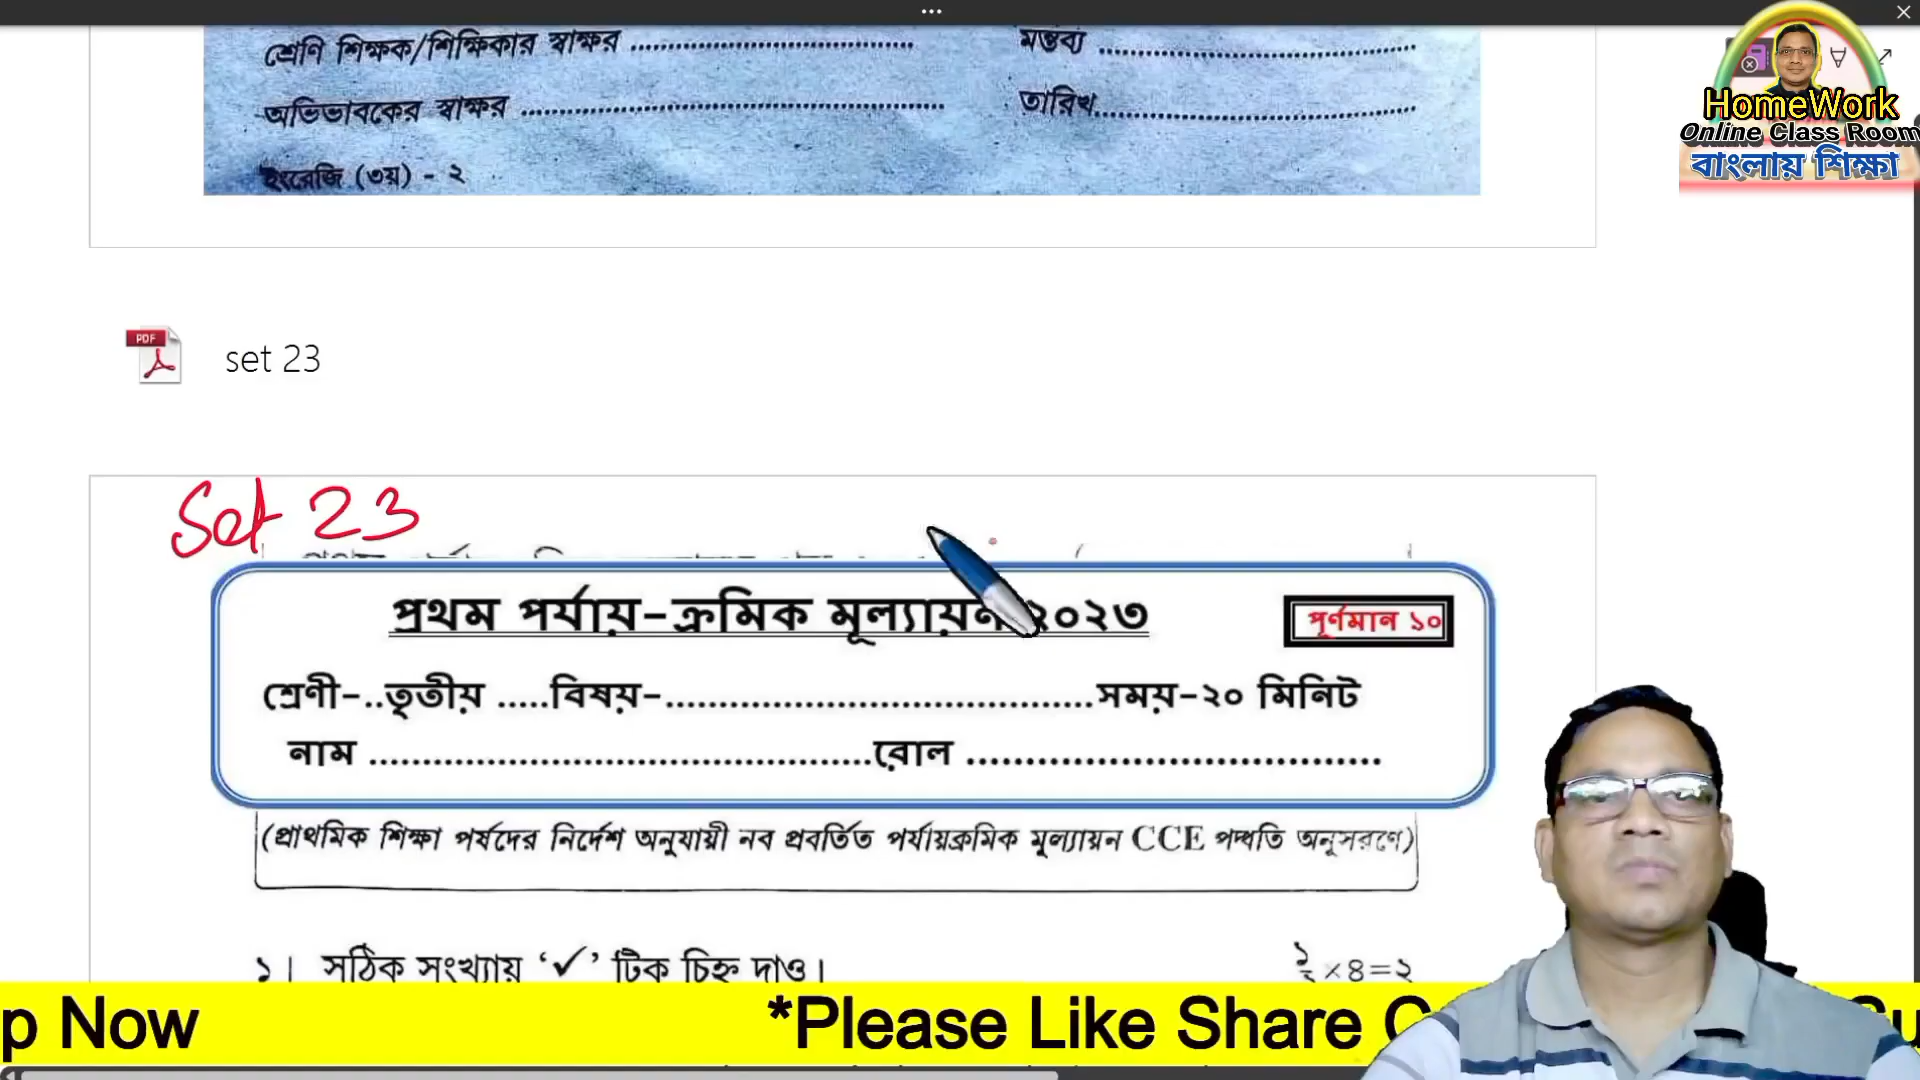 শ্রেণি শিক্ষক/শিক্ষিকার স্বাক্ষর ........................................ মন্তব্য .............................................
অভিভাবকের স্বাক্ষর ............................................................ তারিখ.............................................
ইংরেজি (৩য়) - ২
HomeWork
Online Class Room
বাংলায় শিক্ষা
PDF
set 23
Set 23
প্রথম পর্যায়-ক্রমিক মূল্যায়ন ২০২৩
পূর্ণমান ১০
শ্রেণী-..তৃতীয় .....বিষয়-........................................সময়-২০ মিনিট
নাম ...............................................রোল .................................
(প্রাথমিক শিক্ষা পর্ষদের নির্দেশ অনুযায়ী নব প্রবর্তিত পর্যায়ক্রমিক মূল্যায়ন CCE পদ্ধতি অনুসরণে)
১। সঠিক সংখ্যায় ‘✓’ টিক চিহ্ন দাও।
×৪=২
p Now *Please Like Share